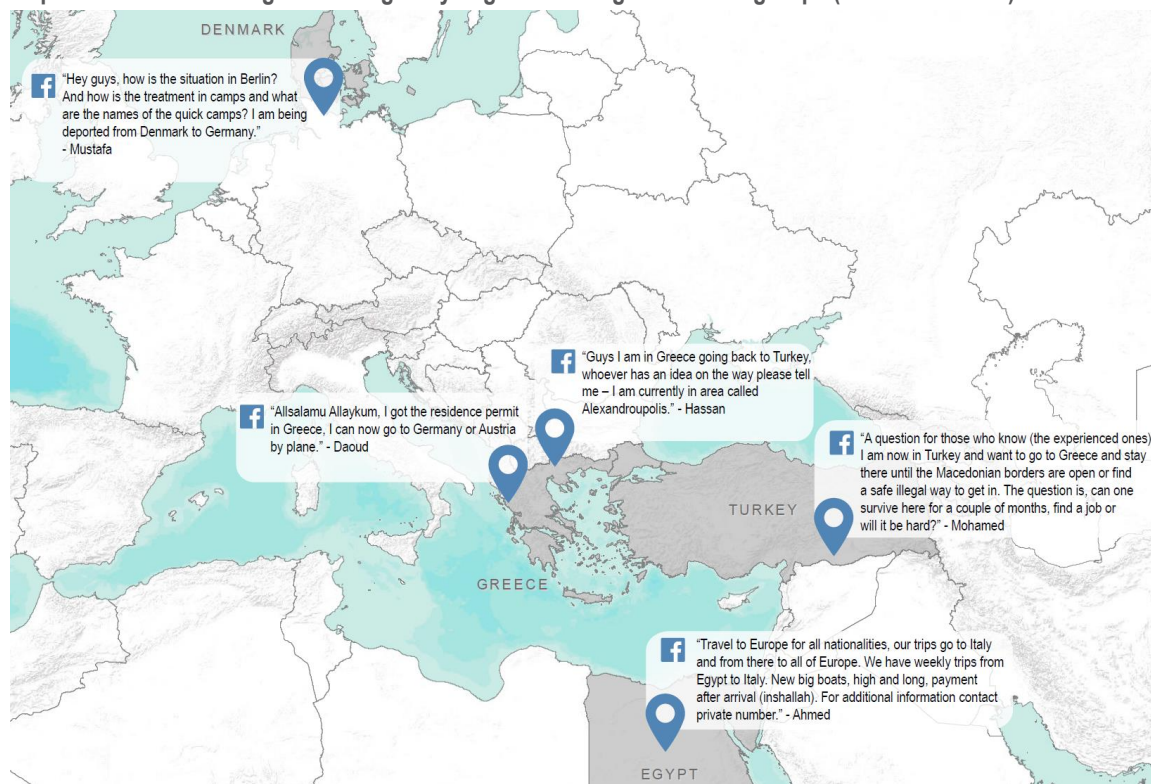 DENMARK
“Hey guys, how is the situation in Berlin?
And how is the treatment in camps and what
are the names of the quick camps? I am being
deported from Denmark to Germany.”
- Mustafa
“Guys I am in Greece going back to Turkey,
whoever has an idea on the way please tell
me – I am currently in area called
Alexandroupolis.” - Hassan
“Allsalamu Allaykum, I got the residence permit
in Greece, I can now go to Germany or Austria
by plane.” - Daoud
“A question for those who know (the experienced ones)
I am now in Turkey and want to go to Greece and stay
there until the Macedonian borders are open or find
a safe illegal way to get in. The question is, can one
survive here for a couple of months, find a job or
will it be hard?” - Mohamed
TURKEY
GREECE
“Travel to Europe for all nationalities, our trips go to Italy
and from there to all of Europe. We have weekly trips from
Egypt to Italy. New big boats, high and long, payment
after arrival (inshallah). For additional information contact
private number.” - Ahmed
EGYPT